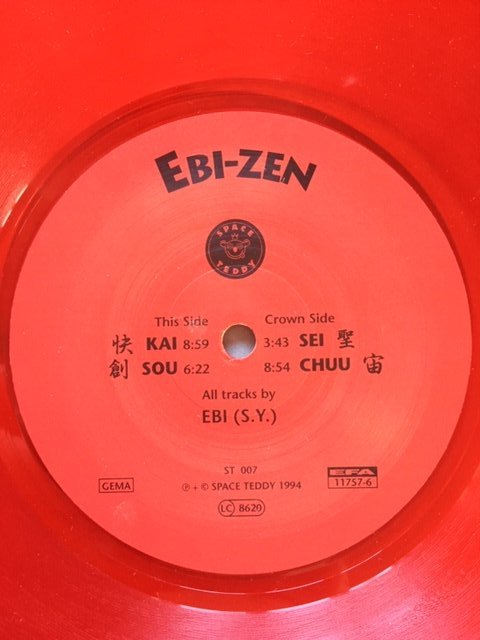 EBI-ZEN
SPACE
TEDDY
This Side
快 KAI 8:59
創 SOU 6:22
Crown Side
3:43 SEI 聖
8:54 CHUU 宙
All tracks by
EBI (S.Y.)
ST 007
GEMA
℗ + © SPACE TEDDY 1994
LC 8620
EFA
11757-6